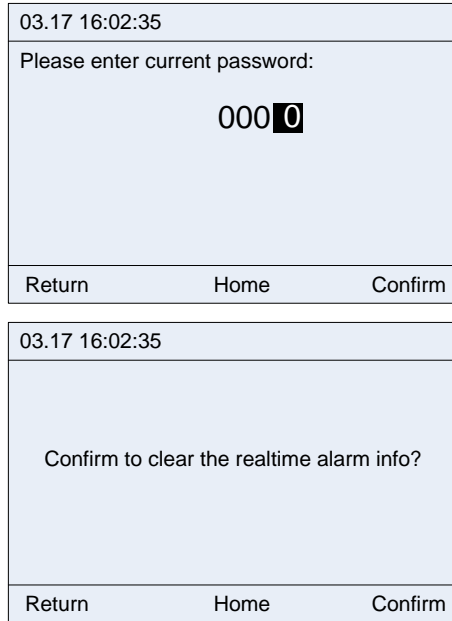 03.17 16:02:35
Please enter current password:
0000
Return Home Confirm
03.17 16:02:35
Confirm to clear the realtime alarm info?
Return Home Confirm